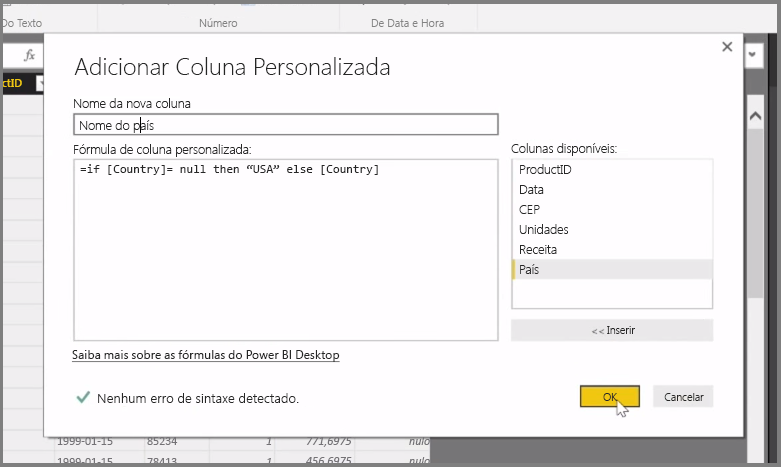 Do Texto Número De Data e Hora
fx
ctID
Adicionar Coluna Personalizada
Nome da nova coluna
Nome do país
Fórmula de coluna personalizada:
=if [Country]= null then “USA” else [Country]
Colunas disponíveis:
ProductID
Data
CEP
Unidades
Receita
País
<< Inserir
Saiba mais sobre as fórmulas do Power BI Desktop
Nenhum erro de sintaxe detectado.
OK Cancelar
1999-01-15 85234 1 771,6975 nulo
1999-01-15 78413 1 456,6975 nulo